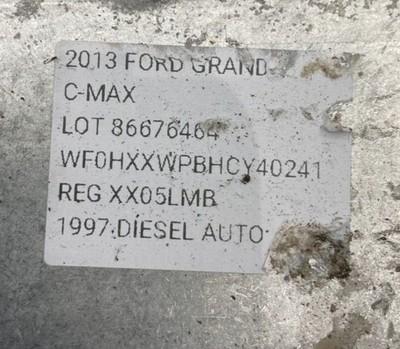 2013 FORD GRAND
C-MAX
LOT 86676464
WF0HXXWPBHCY40241
REG XX05LMB
1997 DIESEL AUTO